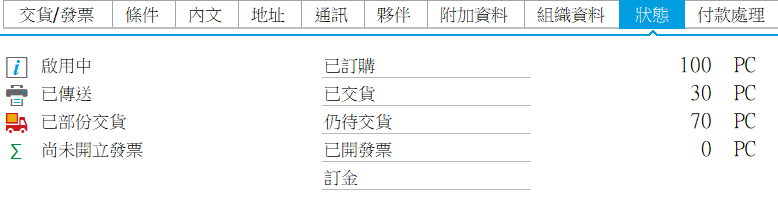 交貨/發票 條件 內文 地址 通訊 夥伴 附加資料 組織資料 狀態 付款處理
啟用中 已訂購 100 PC
已傳送 已交貨 30 PC
已部份交貨 仍待交貨 70 PC
尚未開立發票 已開發票 0 PC
訂金